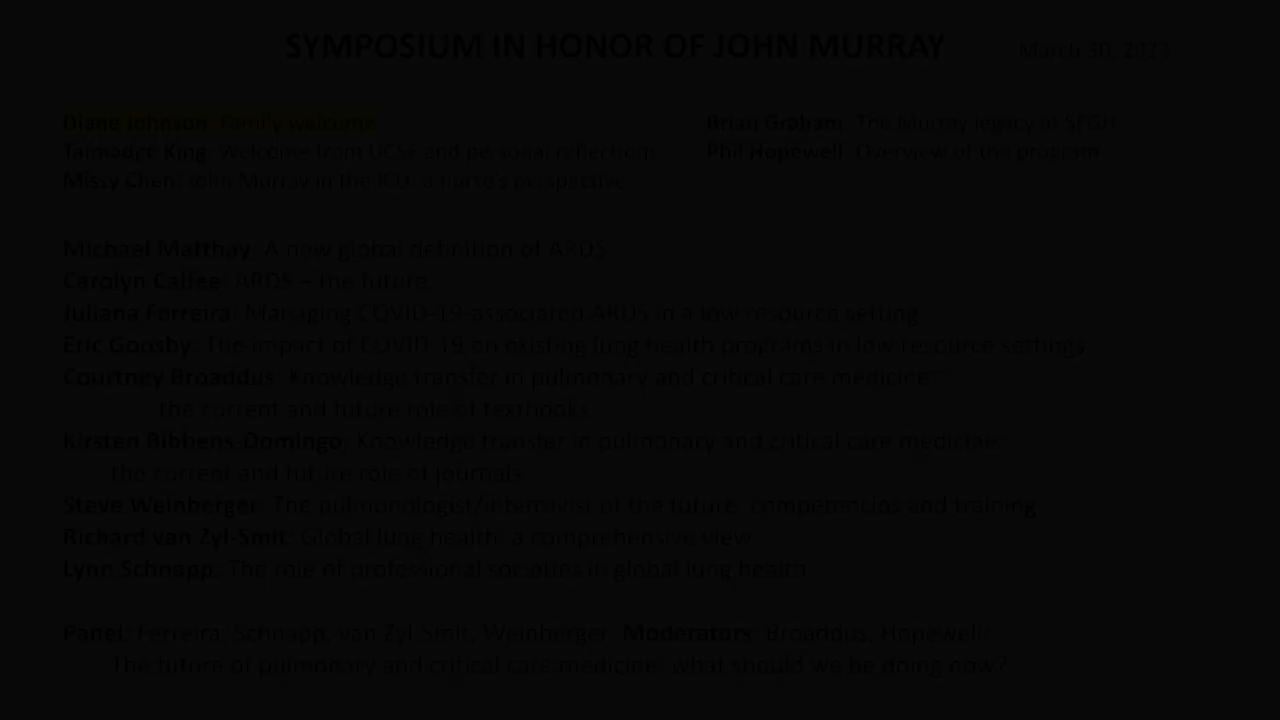 SYMPOSIUM IN HONOR OF JOHN MURRAY March 30, 2023
Diane Johnson: Family welcome
Talmadge King: Welcome from UCSF and personal reflections
Missy Chen: John Murray in the ICU: a nurse's perspective
Brian Graham: The Murray legacy at SFGH
Phil Hopewell: Overview of the program
Michael Matthay: A new global definition of ARDS
Carolyn Calfee: ARDS – the future
Juliana Ferreira: Managing COVID-19-associated ARDS in a low resource setting
Eric Goosby: The impact of COVID-19 on existing lung health programs in low resource settings
Courtney Broaddus: Knowledge transfer in pulmonary and critical care medicine:
the current and future role of textbooks
Kirsten Bibbens-Domingo: Knowledge transfer in pulmonary and critical care medicine:
the current and future role of journals
Steve Weinberger: The pulmonologist/intensivist of the future: competencies and training
Richard van Zyl-Smit: Global lung health: a comprehensive view
Lynn Schnapp: The role of professional societies in global lung health
Panel: Ferreira, Schnapp, van Zyl-Smit, Weinberger. Moderators: Broaddus, Hopewell:
The future of pulmonary and critical care medicine: what should we be doing now?